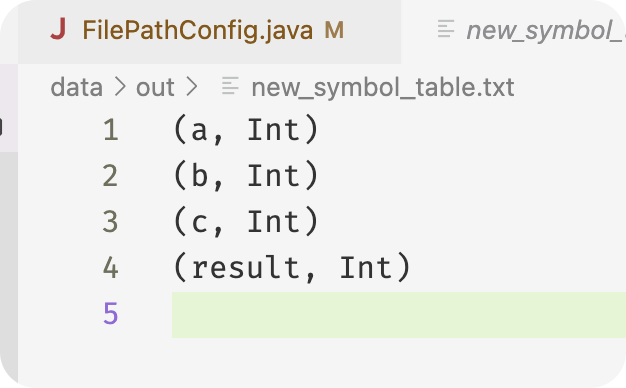 J FilePathConfig.java M new_symbol_
data > out > new_symbol_table.txt
1 (a, Int)
2 (b, Int)
3 (c, Int)
4 (result, Int)
5